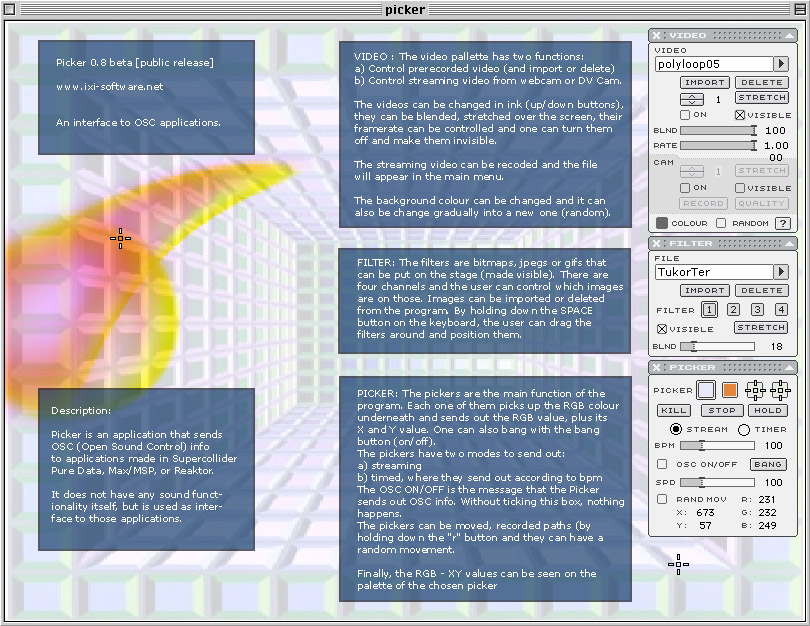 picker
Picker 0.8 beta [public release]
www.ixi-software.net
An interface to OSC applications.
VIDEO : The video pallette has two functions:
a) Control prerecorded video (and import or delete)
b) Control streaming video from webcam or DV Cam.
The videos can be changed in ink (up/down buttons),
they can be blended, stretched over the screen, their
framerate can be controlled and one can turn them
off and make them invisible.
The streaming video can be recoded and the file
will appear in the main menu.
The background colour can be changed and it can
also be change gradually into a new one (random).
FILTER: The filters are bitmaps, jpegs or gifs that
can be put on the stage (made visible). There are
four channels and the user can control which images
are on those. Images can be imported or deleted
from the program. By holding down the SPACE
button on the keyboard, the user can drag the
filters around and position them.
Description:
Picker is an application that sends
OSC (Open Sound Control) info
to applications made in Supercollider
Pure Data, Max/MSP, or Reaktor.
It does not have any sound funct-
ionality itself, but is used as inter-
face to those applications.
PICKER: The pickers are the main function of the
program. Each one of them picks up the RGB colour
underneath and sends out the RGB value, plus its
X and Y value. One can also bang with the bang
button (on/off).
The pickers have two modes to send out:
a) streaming
b) timed, where they send out according to bpm
The OSC ON/OFF is the message that the Picker
sends out OSC info. Without ticking this box, nothing
happens.
The pickers can be moved, recorded paths (by
holding down the "r" button and they can have a
random movement.
Finally, the RGB - XY values can be seen on the
palette of the chosen picker
VIDEO
VIDEO
polyloop05
IMPORT DELETE
1 STRETCH
ON VISIBLE
BLND 100
RATE 1.00
00
CAM
1 STRETCH
ON VISIBLE
RECORD QUALITY
COLOUR RANDOM ?
FILTER
FILE
TukorTer
IMPORT DELETE
FILTER 1 2 3 4
VISIBLE STRETCH
BLND 18
PICKER
PICKER
KILL STOP HOLD
STREAM TIMER
BPM 100
OSC ON/OFF BANG
SPD 100
RAND MOV R: 231
X: 673 G: 232
Y: 57 B: 249